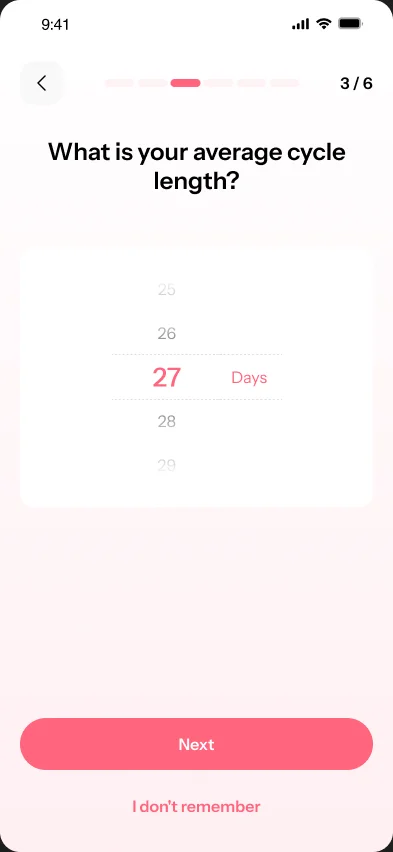 9:41
3 / 6
What is your average cycle
length?
25
26
27 Days
28
29
Next
I don't remember